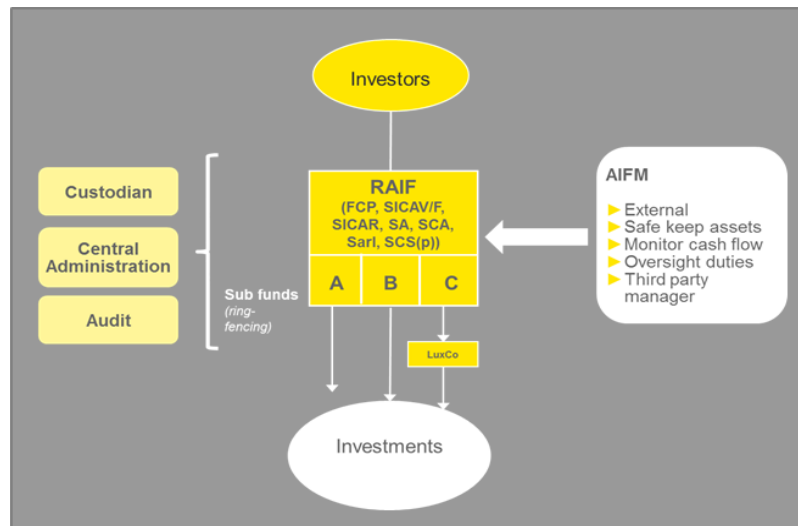 Investors
Custodian
Central
Administration
Audit
RAIF
(FCP, SICAV/F,
SICAR, SA, SCA,
Sarl, SCS(p))
A B C
Sub funds
(ring-
fencing)
LuxCo
Investments
AIFM
External
Safe keep assets
Monitor cash flow
Oversight duties
Third party
manager